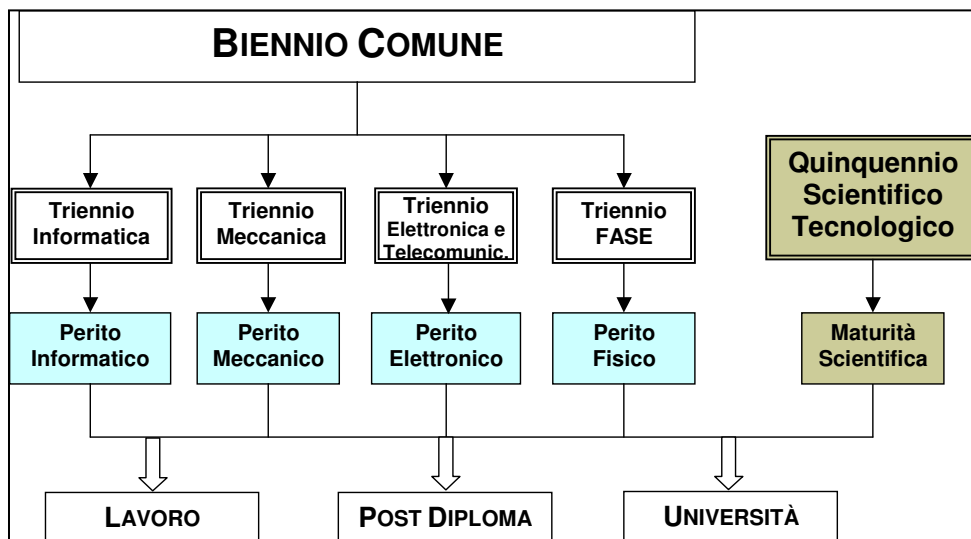 BIENNIO COMUNE
Triennio
Informatica
Triennio
Meccanica
Triennio
Elettronica e
Telecomunic.
Triennio
FASE
Quinquennio
Scientifico
Tecnologico
Perito
Informatico
Perito
Meccanico
Perito
Elettronico
Perito
Fisico
Maturità
Scientifica
LAVORO
POST DIPLOMA
UNIVERSITÀ